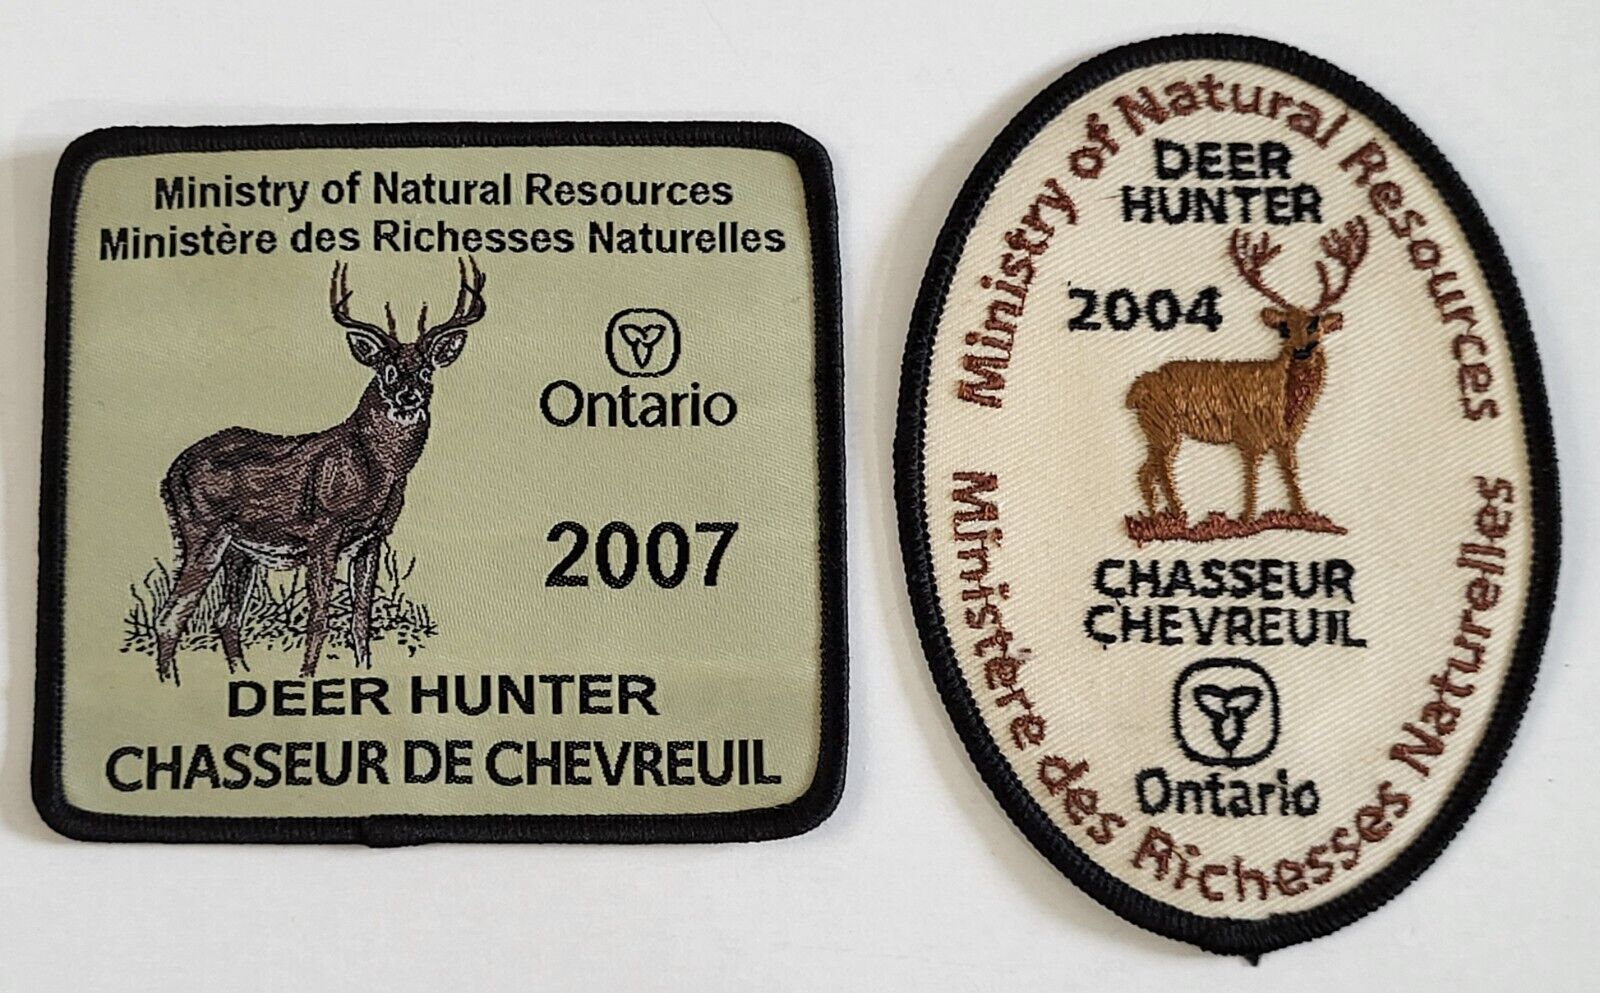 Ministry of Natural Resources
Ministère des Richesses Naturelles
Ontario
2007
DEER HUNTER
CHASSEUR DE CHEVREUIL
Ministry of Natural Resources
DEER
HUNTER
2004
CHASSEUR
CHEVREUIL
Ontario
Ministère des Richesses Naturelles